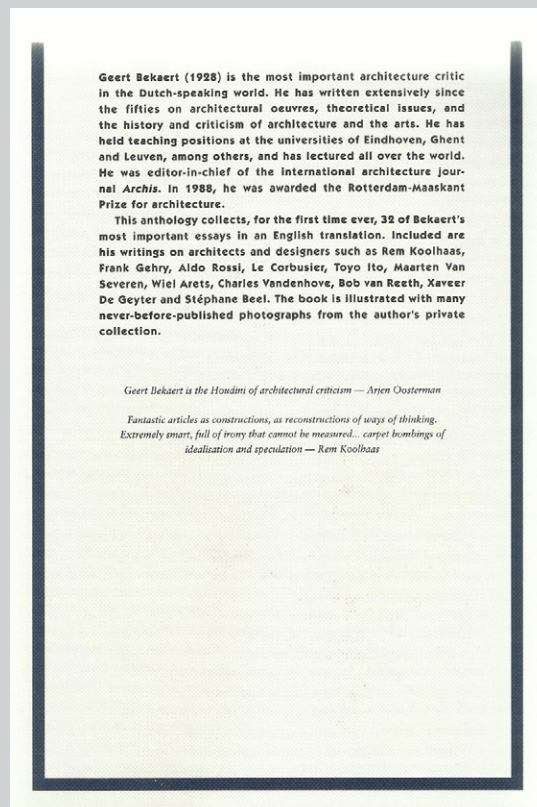 Geert Bekaert (1928) is the most important architecture critic
in the Dutch-speaking world. He has written extensively since
the fifties on architectural oeuvres, theoretical issues, and
the history and criticism of architecture and the arts. He has
held teaching positions at the universities of Eindhoven, Ghent
and Leuven, among others, and has lectured all over the world.
He was editor-in-chief of the international architecture jour-
nal Archis. In 1988, he was awarded the Rotterdam-Maaskant
Prize for architecture.
This anthology collects, for the first time ever, 32 of Bekaert's
most important essays in an English translation. Included are
his writings on architects and designers such as Rem Koolhaas,
Frank Gehry, Aldo Rossi, Le Corbusier, Toyo Ito, Maarten Van
Severen, Wiel Arets, Charles Vandenhove, Bob van Reeth, Xaveer
De Geyter and Stéphane Beel. The book is illustrated with many
never-before-published photographs from the author's private
collection.
Geert Bekaert is the Houdini of architectural criticism — Arjen Oosterman
Fantastic articles as constructions, as reconstructions of ways of thinking.
Extremely smart, full of irony that cannot be measured... carpet bombings of
idealisation and speculation — Rem Koolhaas